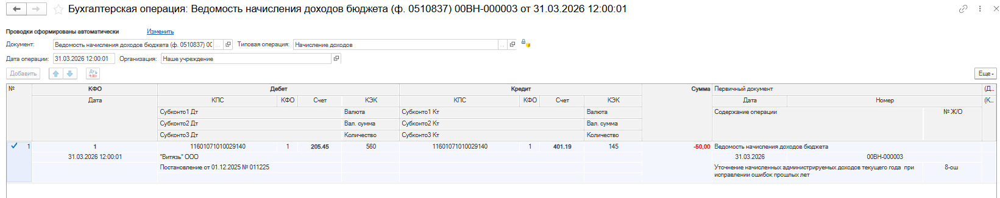 Бухгалтерская операция: Ведомость начисления доходов бюджета (ф. 0510837) 00ВН-000003 от 31.03.2026 12:00:01
Проводки сформированы автоматически Изменить
Документ: Ведомость начисления доходов бюджета (ф. 0510837) 00 ... Типовая операция: Начисление доходов ...
Дата операции: 31.03.2026 12:00:01 Организация: Наше учреждение
Добавить Дт Кт Еще
№ КФО Дебет Кредит Сумма Первичный документ (Д...
Дата КПС КФО Счет КЭК КПС КФО Счет КЭК Дата Номер (К...
Субконто1 Дт Валюта Субконто1 Кт Валюта Содержание операции № Ж/О
Субконто2 Дт Вал. сумма Субконто2 Кт Вал. сумма
Субконто3 Дт Количество Субконто3 Кт Количество
1 1 11601071010029140 1 205.45 560 11601071010029140 1 401.19 145 -50,00 Ведомость начисления доходов бюджета
31.03.2026 12:00:01 "Витязь" ООО 31.03.2026 00ВН-000003
Постановление от 01.12.2025 № 011225 Уточнение начисленных администрируемых доходов текущего года при 8-ош
исправлении ошибок прошлых лет